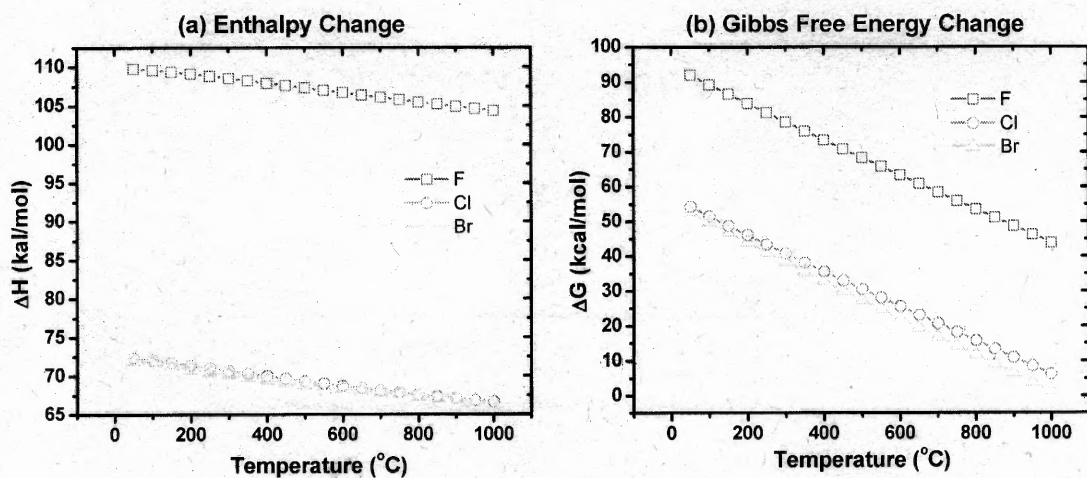 (a) Enthalpy Change
110
105
100
95
90
85
80
75
70
65
ΔH (kal/mol)
F
Cl
Br
0 200 400 600 800 1000
Temperature (°C)
(b) Gibbs Free Energy Change
100
90
80
70
60
50
40
30
20
10
0
ΔG (kcal/mol)
F
Cl
Br
0 200 400 600 800 1000
Temperature (°C)